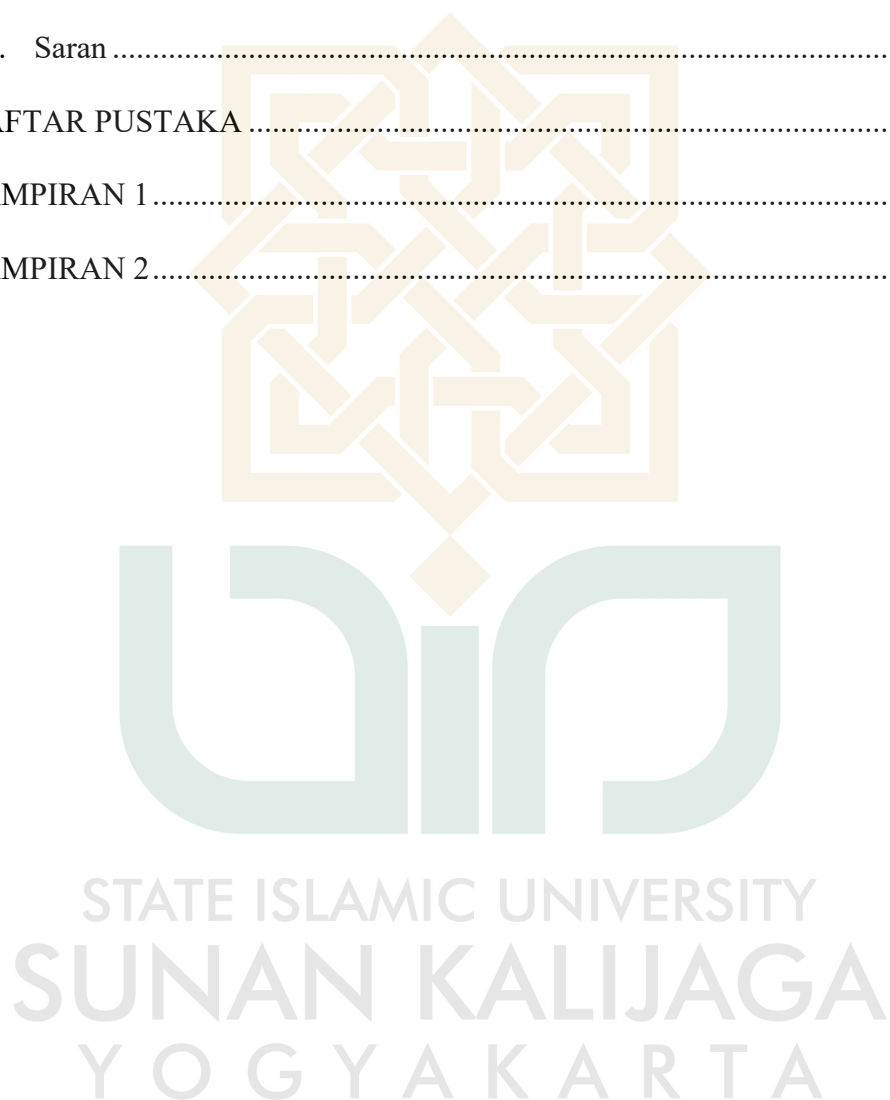 . Saran ........................................................................................................
AFTAR PUSTAKA .....................................................................................
MPIRAN 1 ..................................................................................................
MPIRAN 2 ..................................................................................................
STATE ISLAMIC UNIVERSITY
SUNAN KALIJAGA
YOGYAKARTA